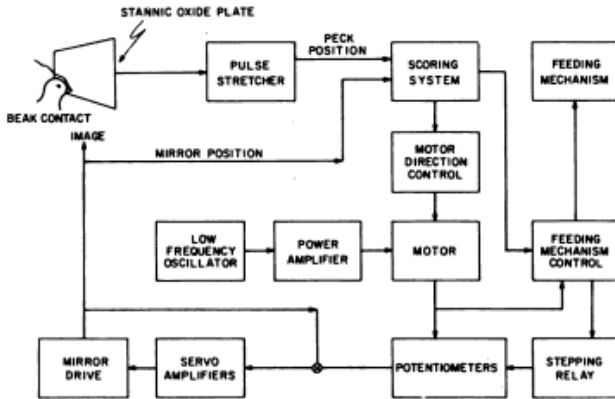 STANNIC OXIDE PLATE
BEAK CONTACT
IMAGE
PULSE
STRETCHER
PECK
POSITION
SCORING
SYSTEM
FEEDING
MECHANISM
MIRROR POSITION
MOTOR
DIRECTION
CONTROL
LOW
FREQUENCY
OSCILLATOR
POWER
AMPLIFIER
MOTOR
FEEDING
MECHANISM
CONTROL
MIRROR
DRIVE
SERVO
AMPLIFIERS
POTENTIOMETERS
STEPPING
RELAY